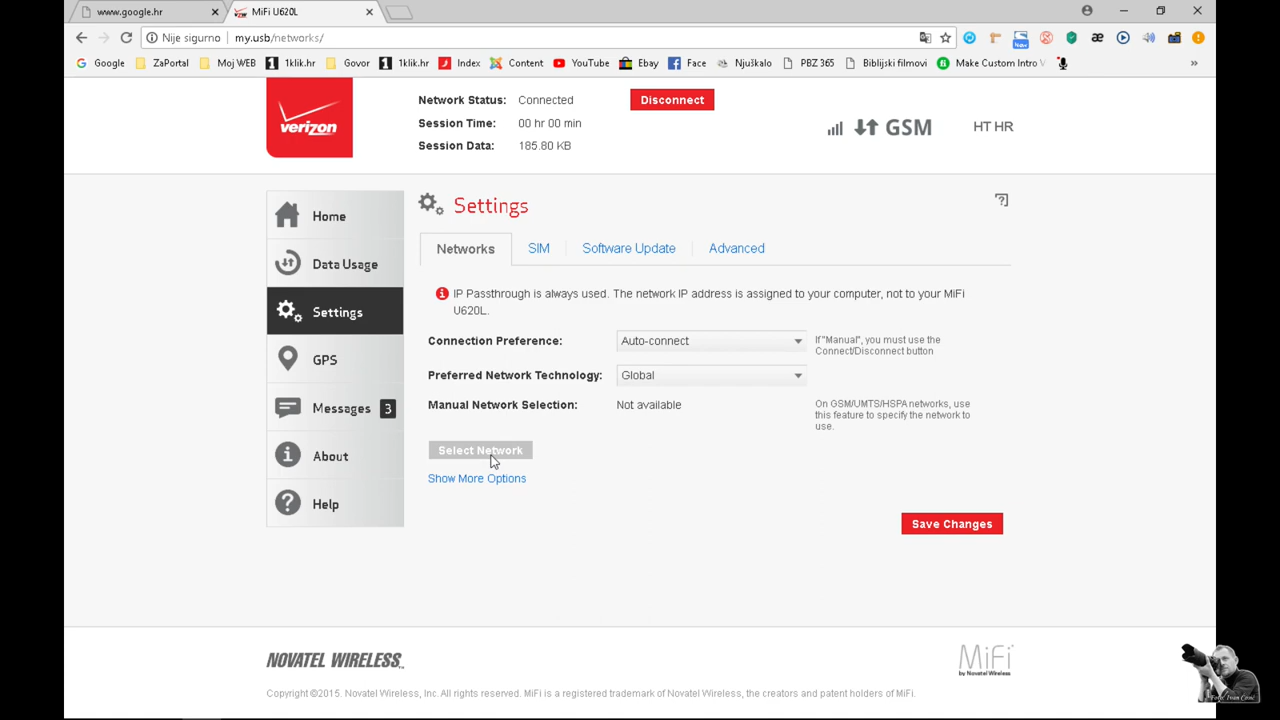 www.google.hr
MiFi U620L
Nije sigurno
my.usb/networks/
New
Google
ZaPortal
Moj WEB
1klik.hr
Govor
1klik.hr
Index
Content
YouTube
Ebay
Face
Njuškalo
PBZ 365
Biblijski filmovi
Make Custom Intro V
verizon
Network Status: Connected
Disconnect
Session Time: 00 hr 00 min
Session Data: 185.80 KB
GSM
HT HR
Home
Data Usage
Settings
GPS
Messages 3
About
Help
Settings
Networks
SIM
Software Update
Advanced
IP Passthrough is always used. The network IP address is assigned to your computer, not to your MiFi
U620L.
Connection Preference: Auto-connect
If "Manual", you must use the
Connect/Disconnect button
Preferred Network Technology: Global
Manual Network Selection: Not available
On GSM/UMTS/HSPA networks, use
this feature to specify the network to
use.
Select Network
Show More Options
Save Changes
NOVATEL WIRELESS
MiFi
by Novatel Wireless
Copyright©2015. Novatel Wireless, Inc. All rights reserved. MiFi is a registered trademark of Novatel Wireless, the creators and patent holders of MiFi.